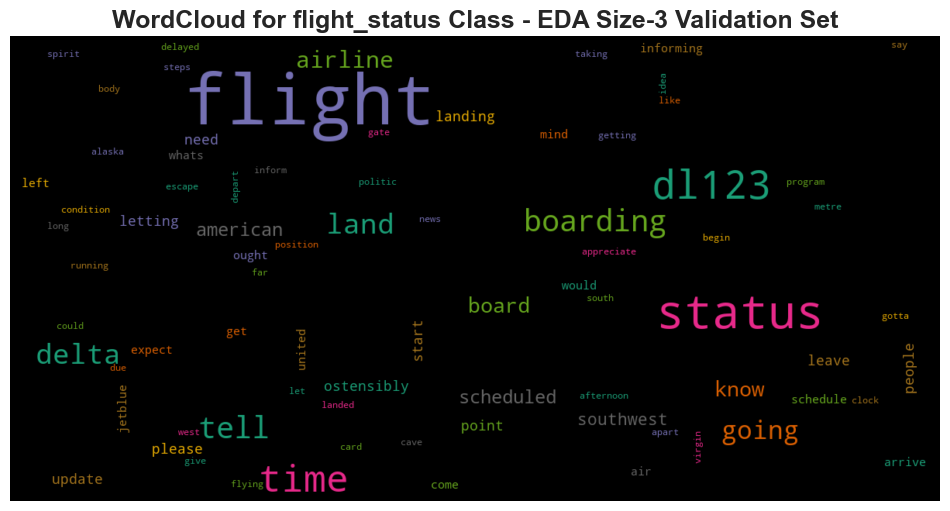 WordCloud for flight_status Class - EDA Size-3 Validation Set
spirit delayed airline taking informing say
steps
body flight idea like
landing
need gate mind getting
alaska whats
left escape depart inform politic dl123 program
condition metre
long letting american land news boarding begin
position
running ought far appreciate
would south
could board status gotta
delta expect get united start leave people
due
jetblue let ostensibly scheduled know schedule clock
landed afternoon
west tell point southwest going
please card cave apart virgin
give air arrive
update flying time come